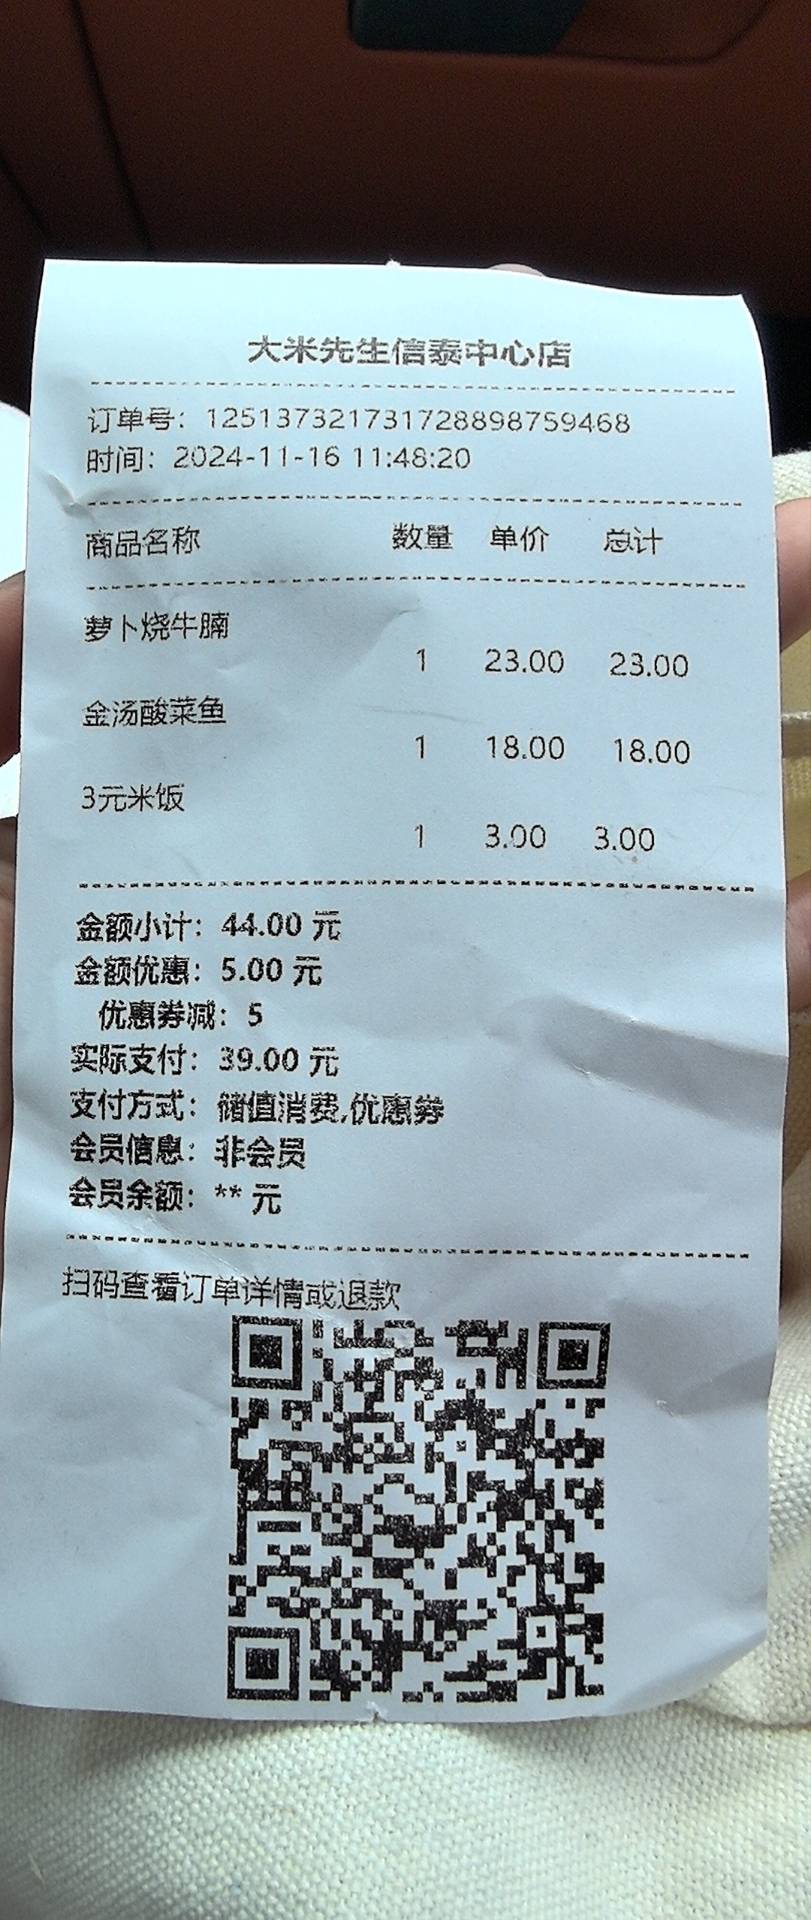 大米先生信泰中心店
订单号：1251373217317288898759468
时间：2024-11-16 11:48:20
商品名称 数量 单价 总计
萝卜烧牛腩
1 23.00 23.00
金汤酸菜鱼
1 18.00 18.00
3元米饭
1 3.00 3.00
金额小计：44.00 元
金额优惠：5.00 元
优惠券减：5
实际支付：39.00 元
支付方式：储值消费,优惠券
会员信息：非会员
会员余额：** 元
扫码查看订单详情或退款